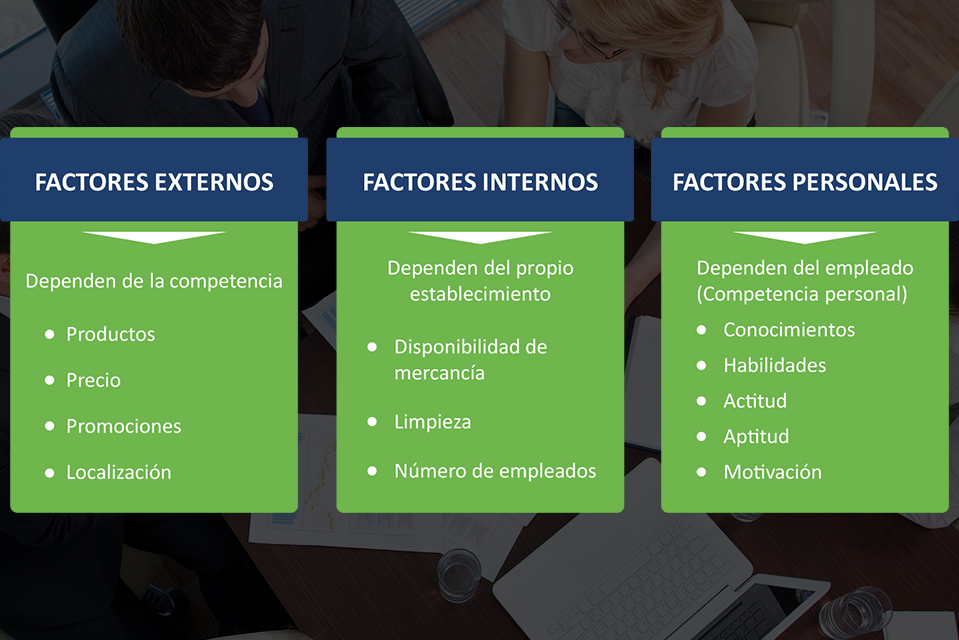 FACTORES EXTERNOS
Dependen de la competencia
• Productos
• Precio
• Promociones
• Localización
FACTORES INTERNOS
Dependen del propio
establecimiento
• Disponibilidad de
mercancía
• Limpieza
• Número de empleados
FACTORES PERSONALES
Dependen del empleado
(Competencia personal)
• Conocimientos
• Habilidades
• Actitud
• Aptitud
• Motivación